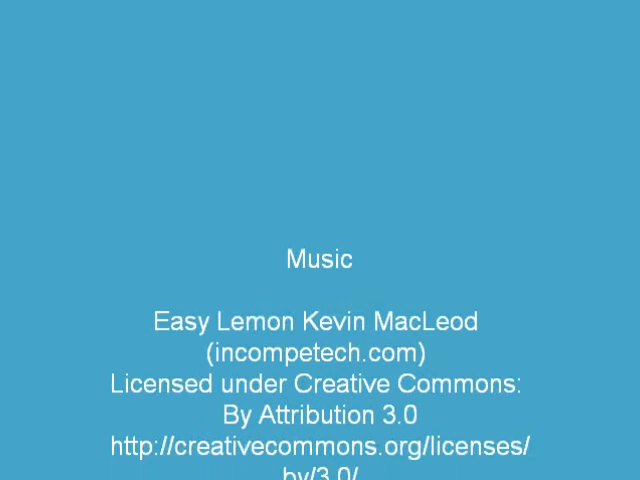 Music
Easy Lemon Kevin MacLeod
(incompetech.com)
Licensed under Creative Commons:
By Attribution 3.0
http://creativecommons.org/licenses/
by/3.0/